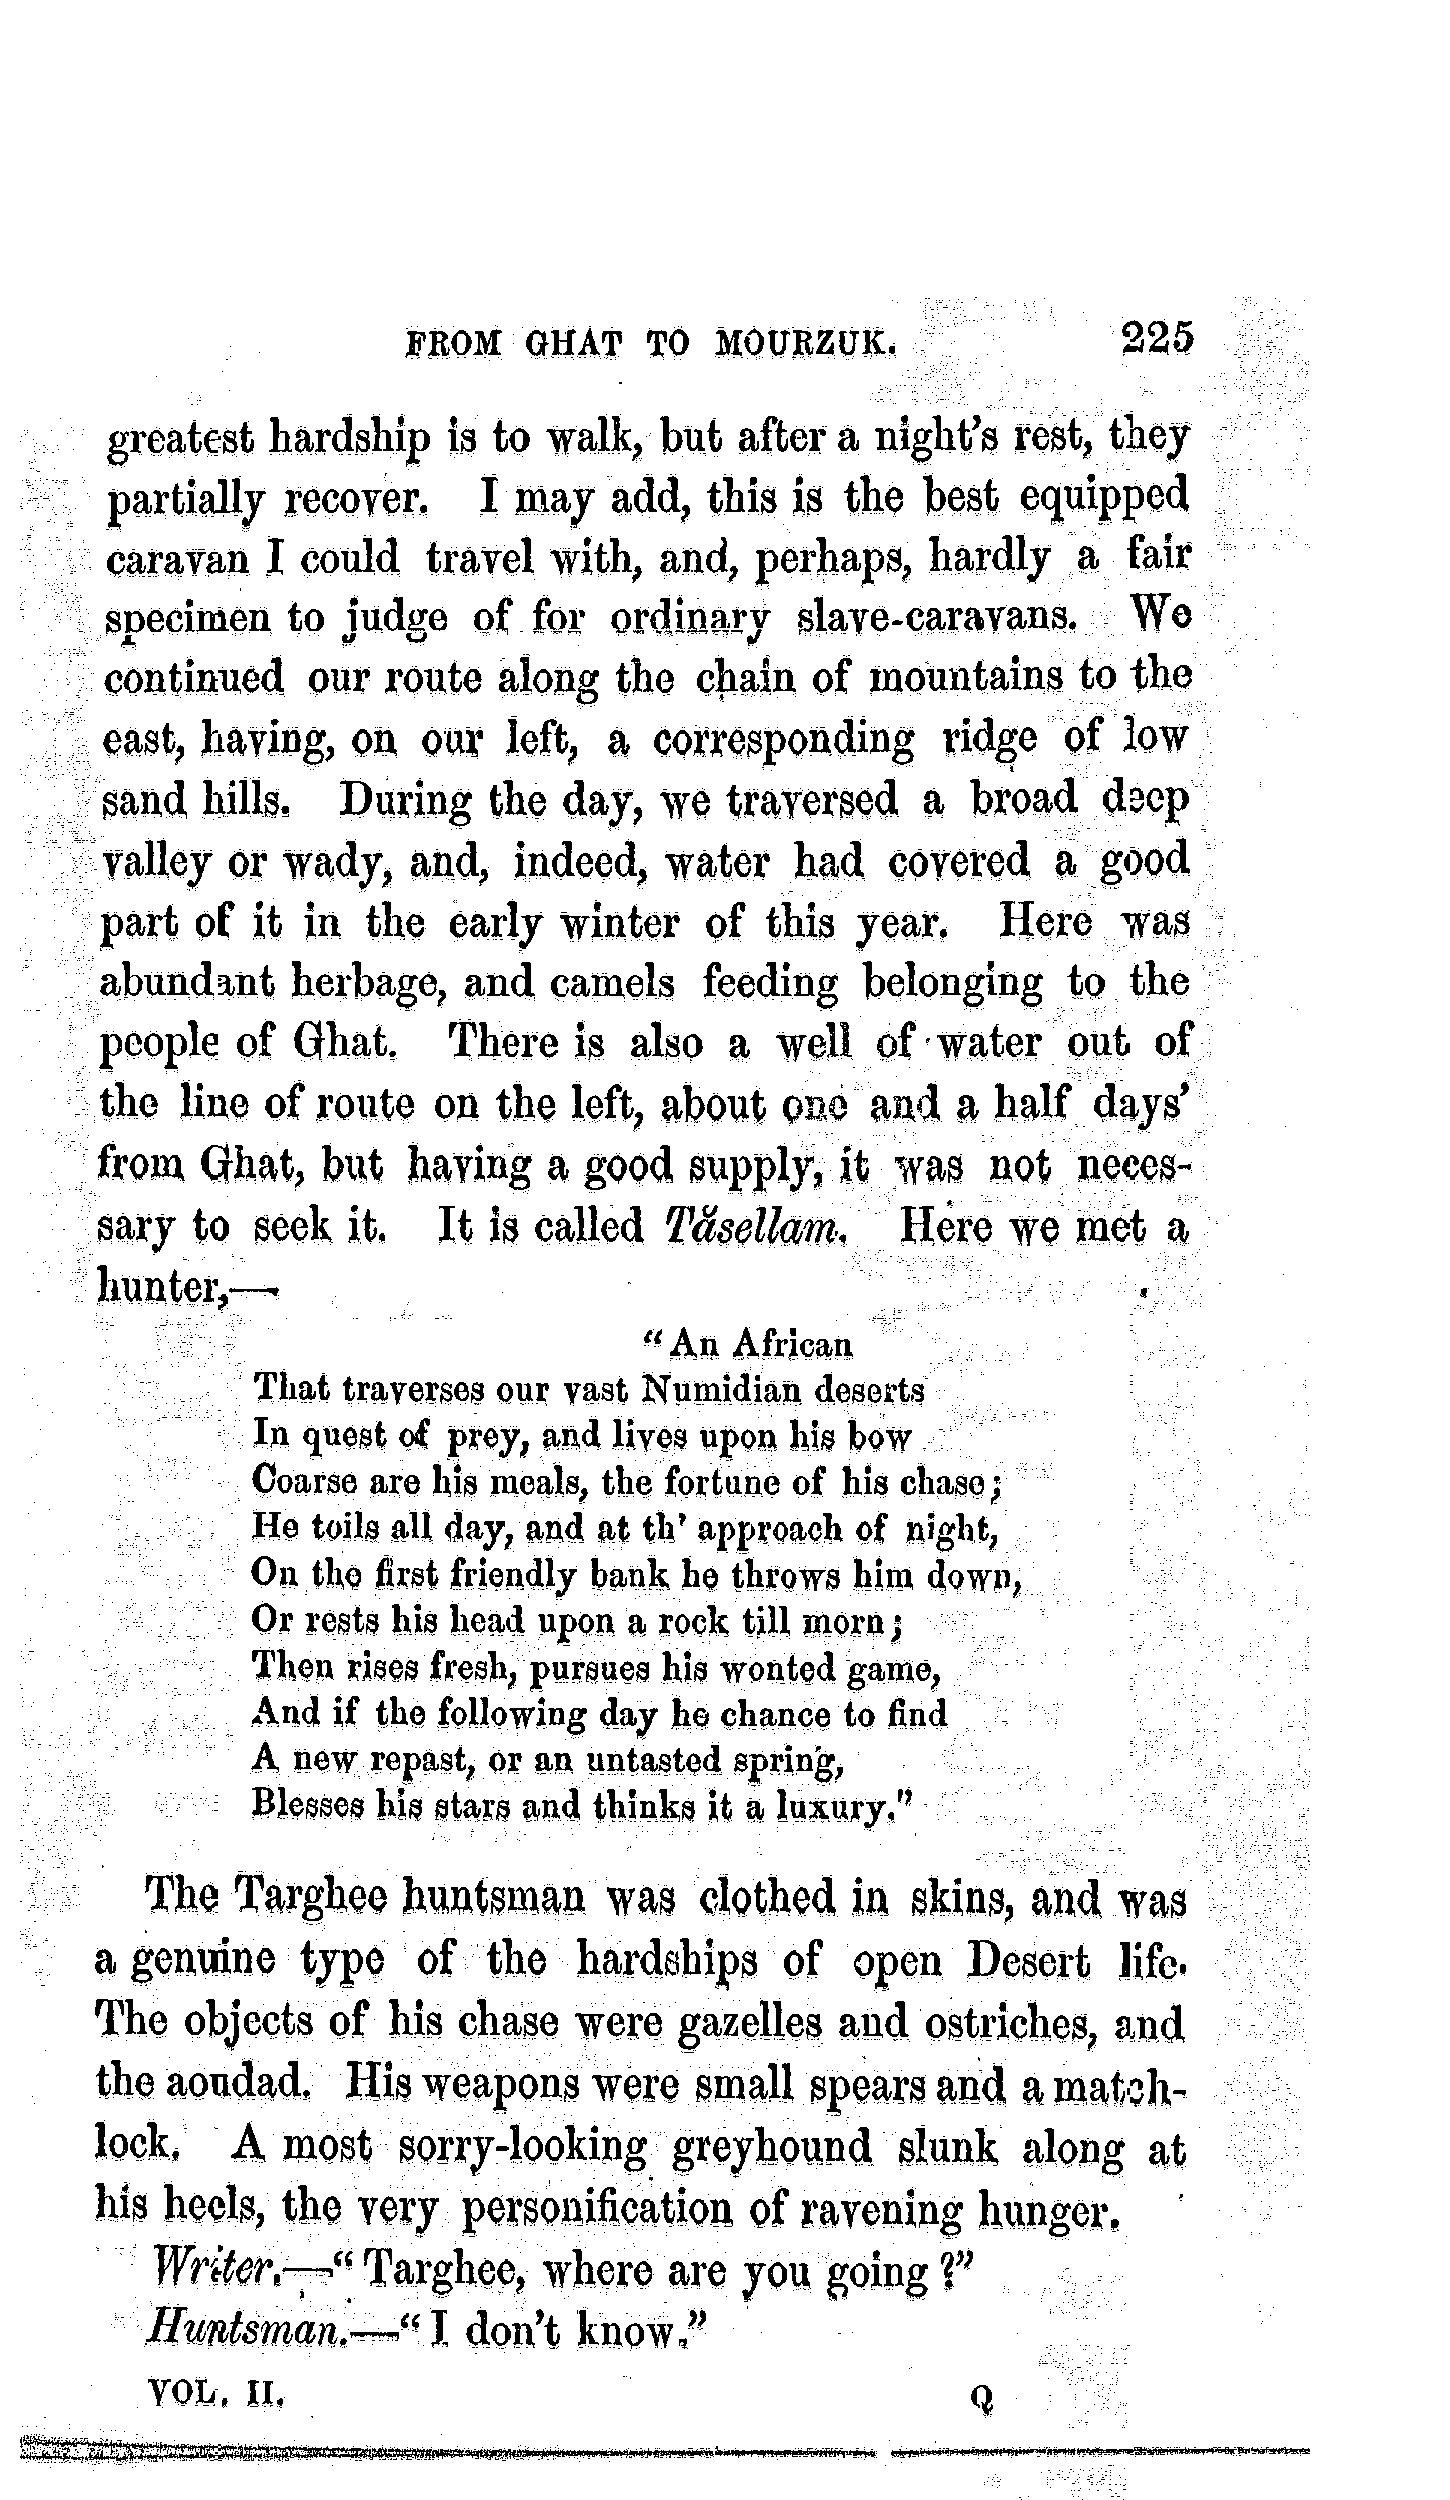 FROM GHAT TO MOURZUK. 225
greatest hardship is to walk, but after a night's rest, they
partially recover. I may add, this is the best equipped
caravan I could travel with, and, perhaps, hardly a fair
specimen to judge of for ordinary slave-caravans. We
continued our route along the chain of mountains to the
east, having, on our left, a corresponding ridge of low
sand hills. During the day, we traversed a broad deep
valley or wady, and, indeed, water had covered a good
part of it in the early winter of this year. Here was
abundant herbage, and camels feeding belonging to the
people of Ghat. There is also a well of water out of
the line of route on the left, about one and a half days'
from Ghat, but having a good supply, it was not neces-
sary to seek it. It is called Tăsellam. Here we met a
hunter,—
"An African
That traverses our vast Numidian deserts
In quest of prey, and lives upon his bow
Coarse are his meals, the fortune of his chase;
He toils all day, and at th' approach of night,
On the first friendly bank he throws him down,
Or rests his head upon a rock till morn;
Then rises fresh, pursues his wonted game,
And if the following day he chance to find
A new repast, or an untasted spring,
Blesses his stars and thinks it a luxury."
The Targhee huntsman was clothed in skins, and was
a genuine type of the hardships of open Desert life.
The objects of his chase were gazelles and ostriches, and
the aoudad. His weapons were small spears and a match-
lock. A most sorry-looking greyhound slunk along at
his heels, the very personification of ravening hunger.
Writer.—"Targhee, where are you going?"
Huntsman.—"I don't know."
VOL. II. Q